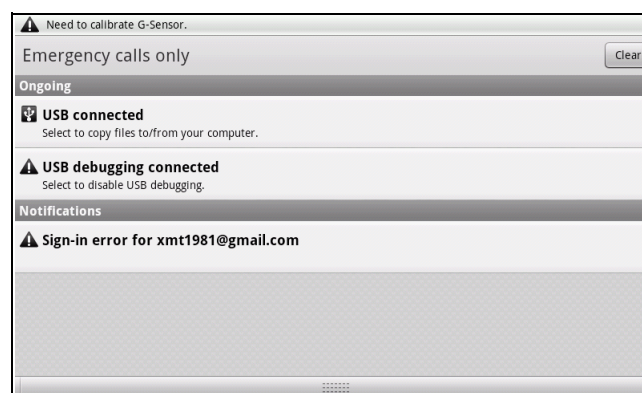 Need to calibrate G-Sensor.
Emergency calls only
Clear
Ongoing
USB connected
Select to copy files to/from your computer.
USB debugging connected
Select to disable USB debugging.
Notifications
Sign-in error for xmt1981@gmail.com